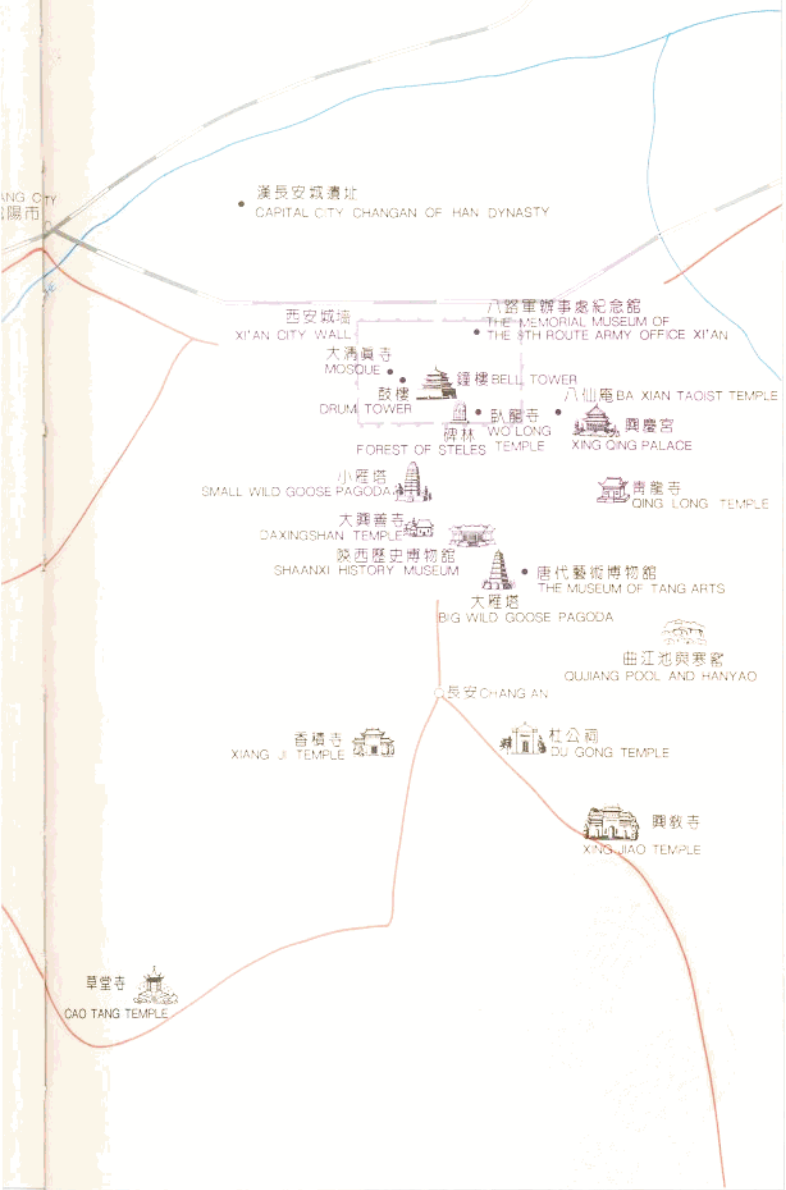 漢長安城遺址
CAPITAL CITY CHANGAN OF HAN DYNASTY
ANG CITY
陽市
西安城墻
XI'AN CITY WALL
八路軍辦事處紀念館
THE MEMORIAL MUSEUM OF
THE 8TH ROUTE ARMY OFFICE XI'AN
大清真寺
MOSQUE
鐘樓 BELL TOWER
鼓樓
DRUM TOWER
八仙庵 BA XIAN TAOIST TEMPLE
臥龍寺
WO LONG
TEMPLE
碑林
FOREST OF STELES
興慶宮
XING QING PALACE
小雁塔
SMALL WILD GOOSE PAGODA
青龍寺
QING LONG TEMPLE
大興善寺
DAXINGSHAN TEMPLE
陝西歷史博物館
SHAANXI HISTORY MUSEUM
唐代藝術博物館
THE MUSEUM OF TANG ARTS
大雁塔
BIG WILD GOOSE PAGODA
曲江池與寒窰
QUJIANG POOL AND HANYAO
長安 CHANG AN
香積寺
XIANG JI TEMPLE
杜公祠
DU GONG TEMPLE
興教寺
XING JIAO TEMPLE
草堂寺
CAO TANG TEMPLE